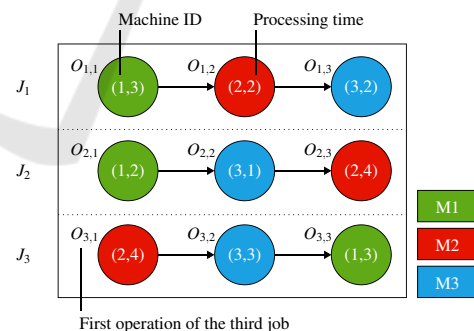 Machine ID Processing time
O1,1 O1,2 O1,3
J1 (1,3) (2,2) (3,2)
O2,1 O2,2 O2,3
J2 (1,2) (3,1) (2,4)
M1
O3,1 O3,2 O3,3
M2
J3 (2,4) (3,3) (1,3)
M3
First operation of the third job